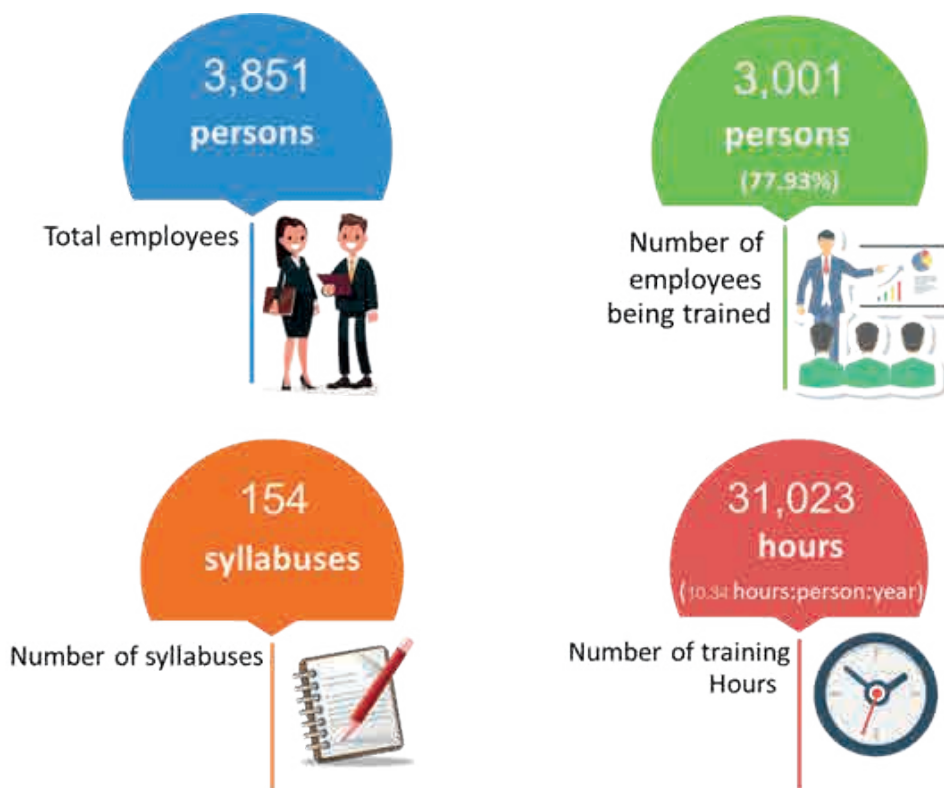 3,851
persons
Total employees
3,001
persons
(77.93%)
Number of
employees
being trained
154
syllabuses
Number of syllabuses
31,023
hours
(10.34 hours:person:year)
Number of training
Hours